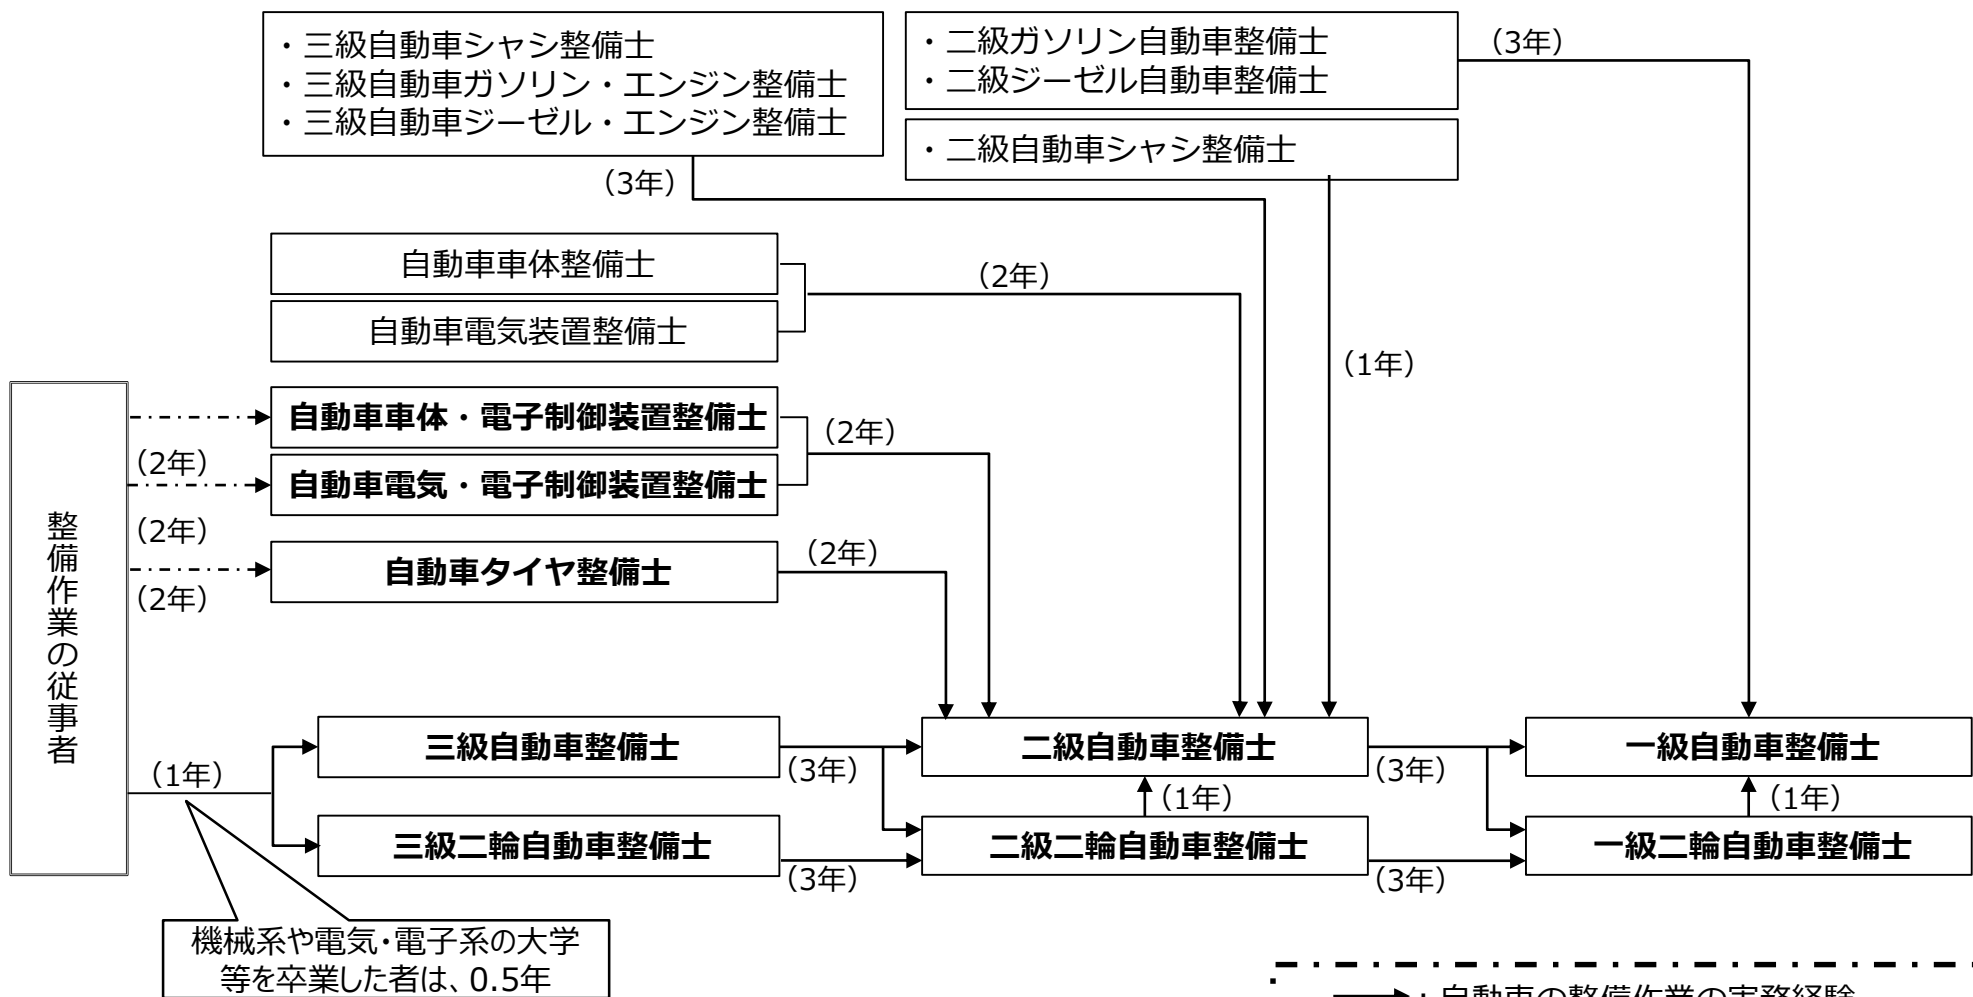 ・三級自動車シャシ整備士
・三級自動車ガソリン・エンジン整備士
・三級自動車ジーゼル・エンジン整備士
・二級ガソリン自動車整備士
・二級ジーゼル自動車整備士
(3年)
・二級自動車シャシ整備士
(3年)
自動車車体整備士
(2年)
自動車電気装置整備士
(1年)
自動車車体・電子制御装置整備士
(2年)
(2年)
自動車電気・電子制御装置整備士
(2年)
自動車タイヤ整備士
(2年)
(2年)
整備作業の従事者
(1年)
三級自動車整備士
(3年)
二級自動車整備士
(3年)
一級自動車整備士
(1年)
(1年)
三級二輪自動車整備士
(3年)
二級二輪自動車整備士
(3年)
一級二輪自動車整備士
機械系や電気・電子系の大学
等を卒業した者は、0.5年
：自動車の整備作業の実務経験